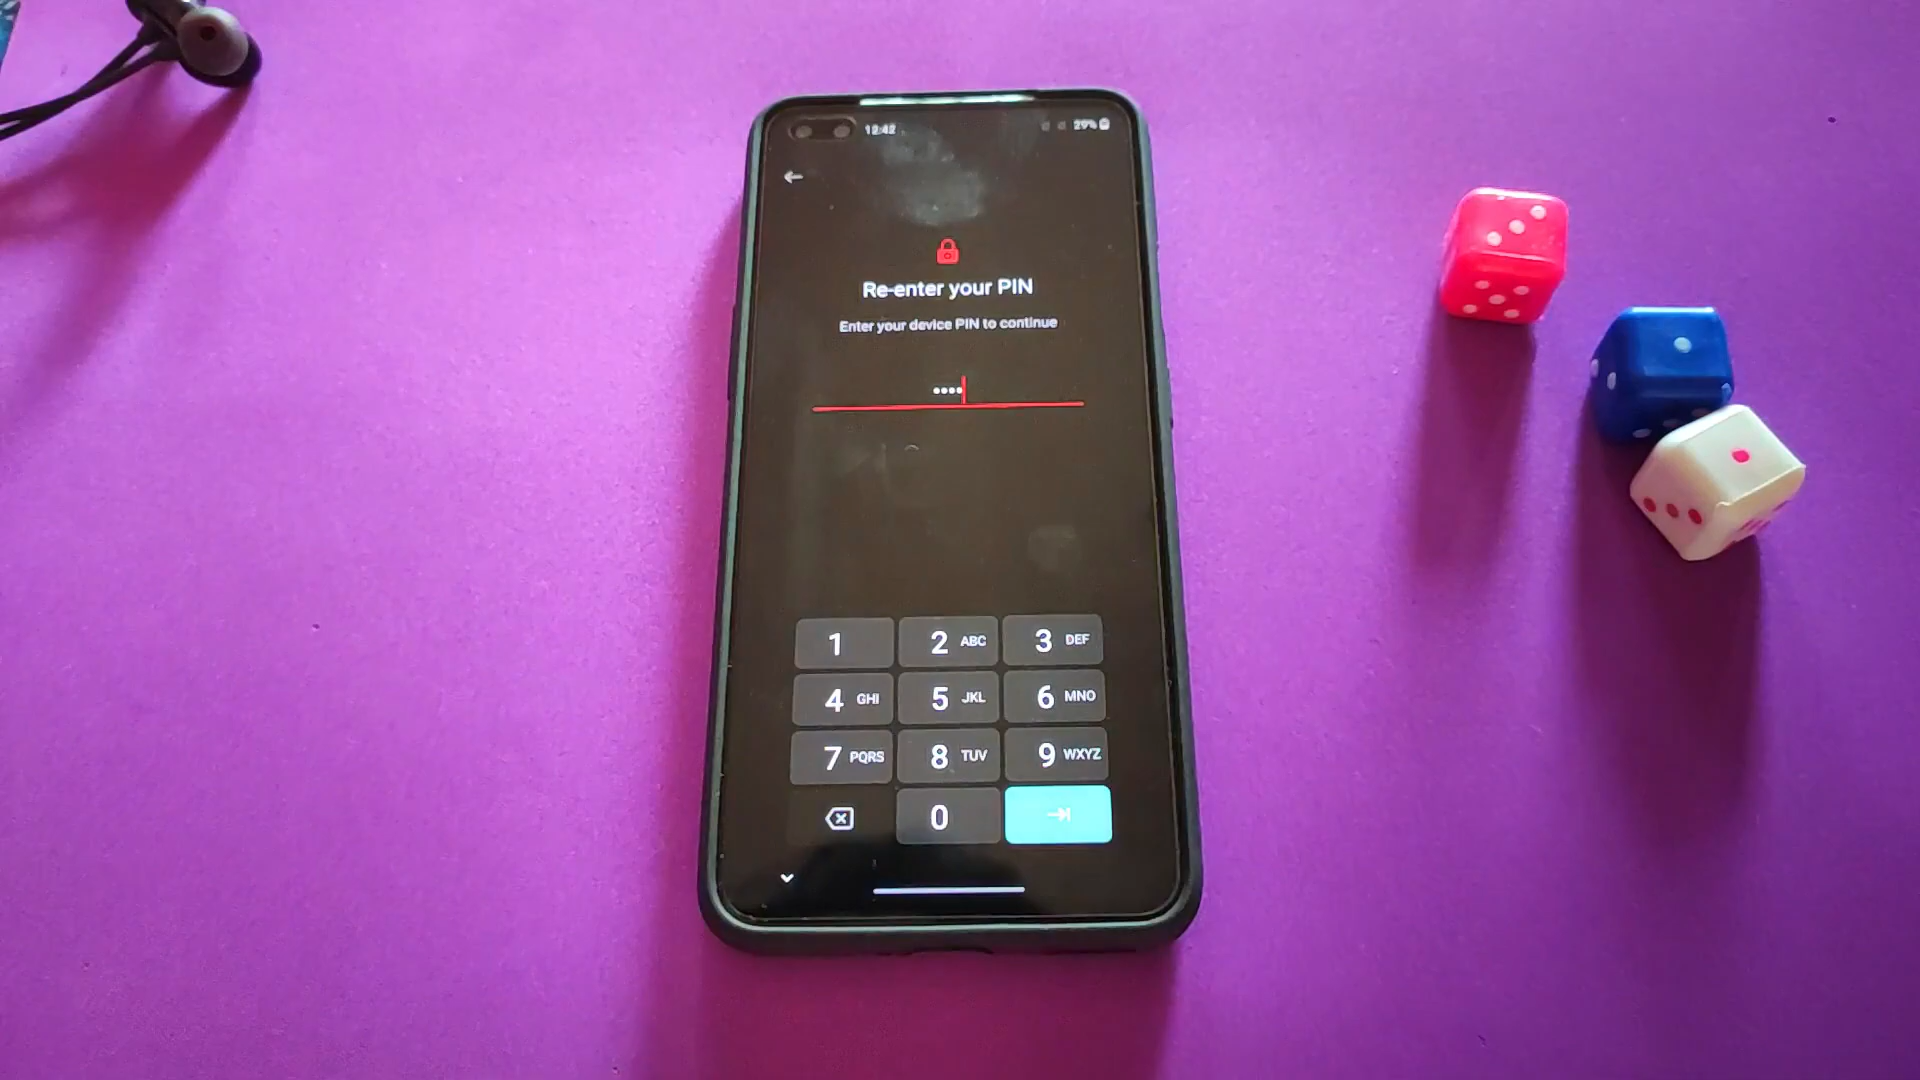 12:42 29%
Re-enter your PIN
Enter your device PIN to continue
••••
1 2 ABC 3 DEF
4 GHI 5 JKL 6 MNO
7 PQRS 8 TUV 9 WXYZ
0